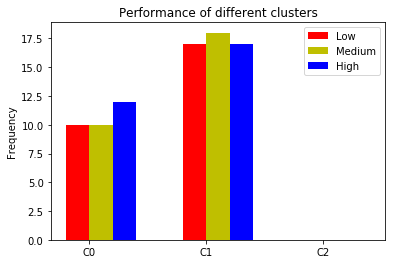 Performance of different clusters
Low
Medium
High
Frequency
17.5
15.0
12.5
10.0
7.5
5.0
2.5
0.0
C0 C1 C2